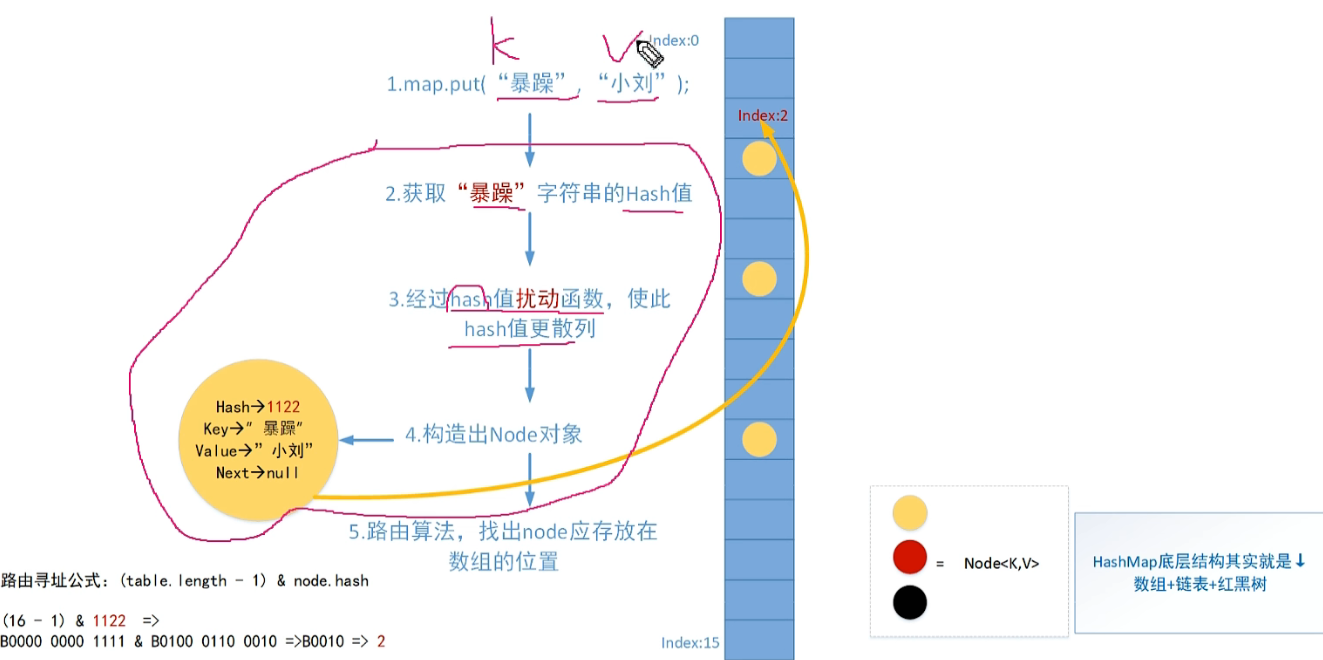 K V
Index:0
1.map.put( “暴躁”, “小刘” );
Index:2
2.获取“暴躁”字符串的Hash值
3.经过hash值扰动函数，使此
hash值更散列
Hash→1122
Key→”暴躁”
Value→”小刘”
Next→null
4.构造出Node对象
5.路由算法，找出node应存放在
数组的位置
= Node<K,V>
HashMap底层结构其实就是↓
数组+链表+红黑树
路由寻址公式: (table.length - 1) & node.hash
(16 - 1) & 1122 =>
B0000 0000 1111 & B0100 0110 0010 =>B0010 => 2
Index:15